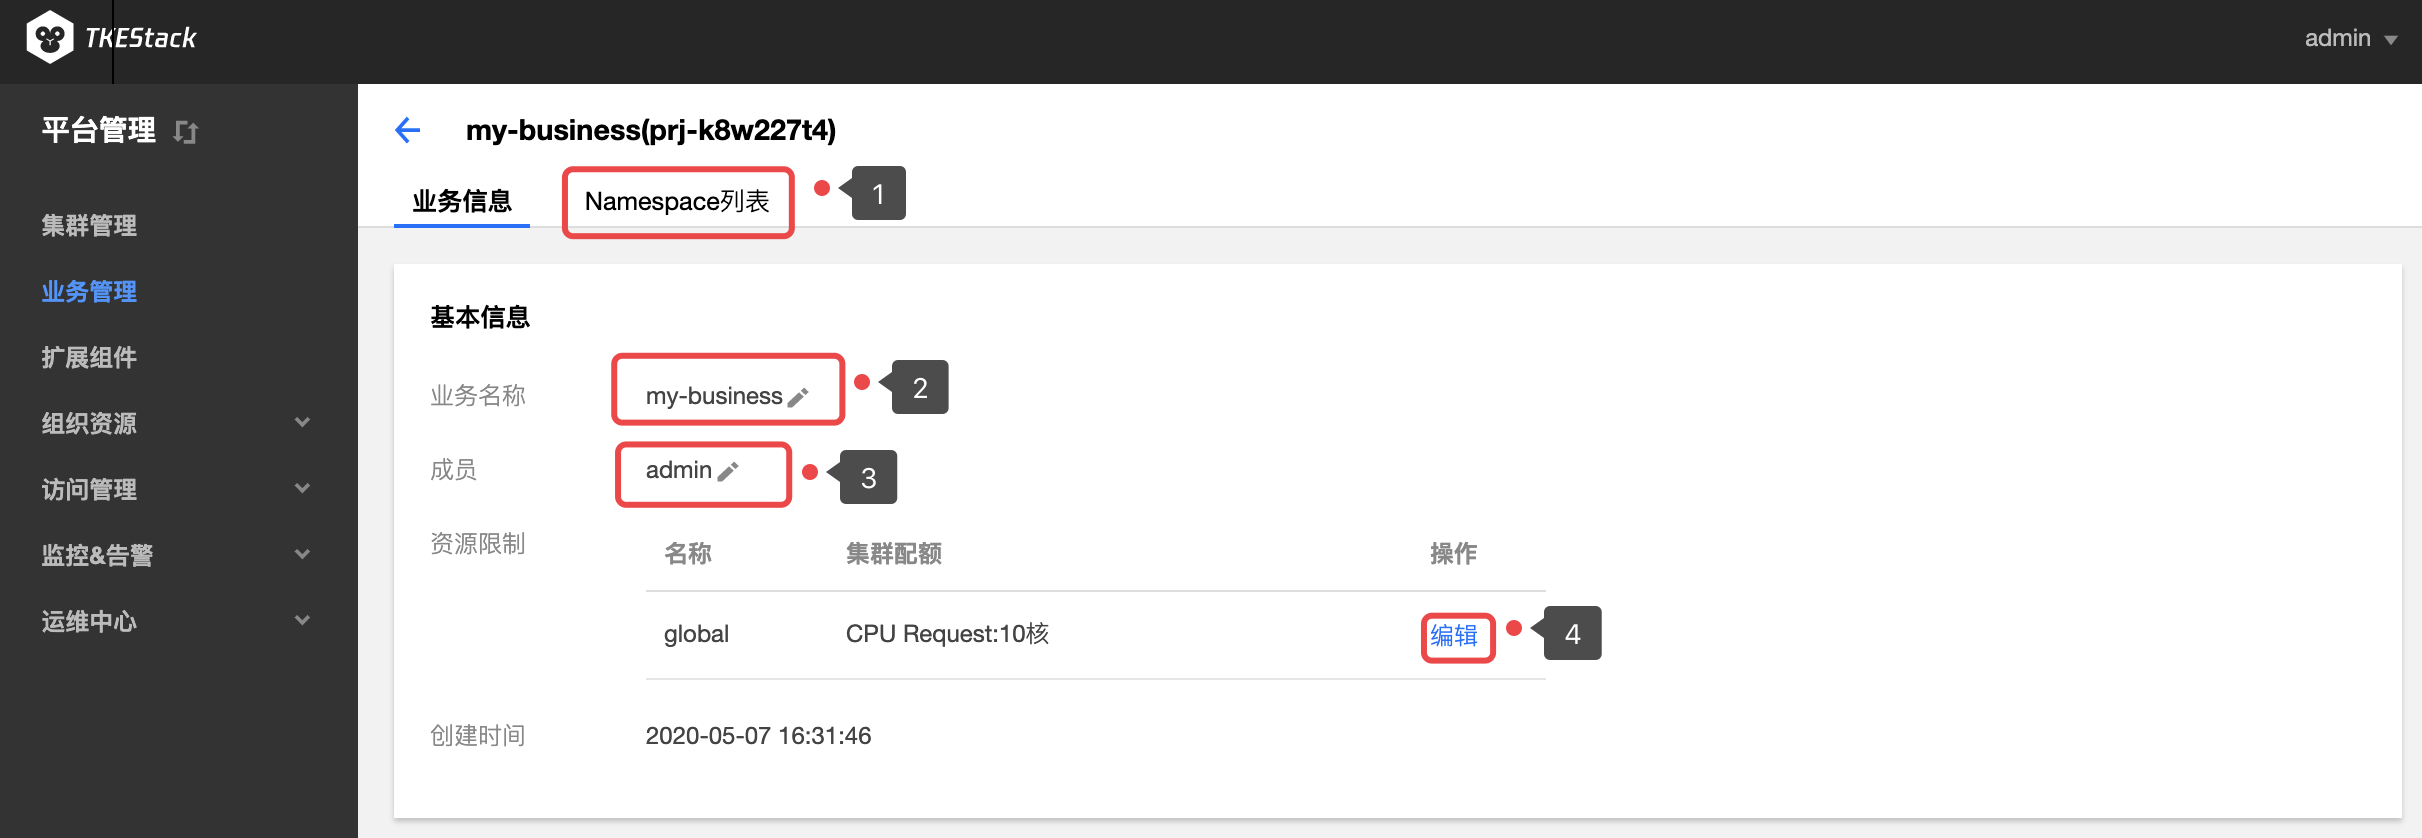 TKEStack
admin
平台管理
集群管理
业务管理
扩展组件
组织资源
访问管理
监控&告警
运维中心
my-business(prj-k8w227t4)
业务信息 Namespace列表 1
基本信息
业务名称 my-business 2
成员 admin 3
资源限制 名称 集群配额 操作
global CPU Request:10核 编辑 4
创建时间 2020-05-07 16:31:46